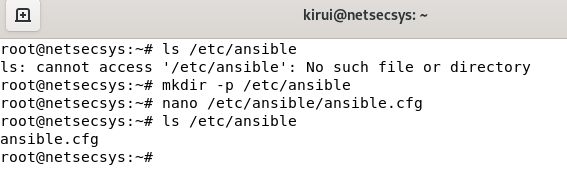 kirui@netsecsys: ~
root@netsecsys:~# ls /etc/ansible
ls: cannot access '/etc/ansible': No such file or directory
root@netsecsys:~# mkdir -p /etc/ansible
root@netsecsys:~# nano /etc/ansible/ansible.cfg
root@netsecsys:~# ls /etc/ansible
ansible.cfg
root@netsecsys:~#